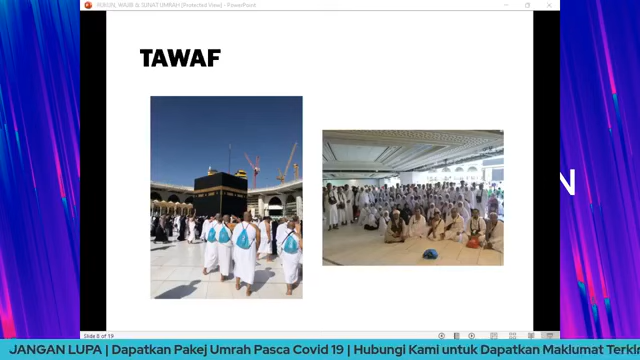 RUKUN, WAJIB & SUNAT UMRAH [Protected View] - PowerPoint
TAWAF
N
Slide 8 of 19
JANGAN LUPA | Dapatkan Pakej Umrah Pasca Covid 19 | Hubungi Kami untuk Dapatkan Maklumat